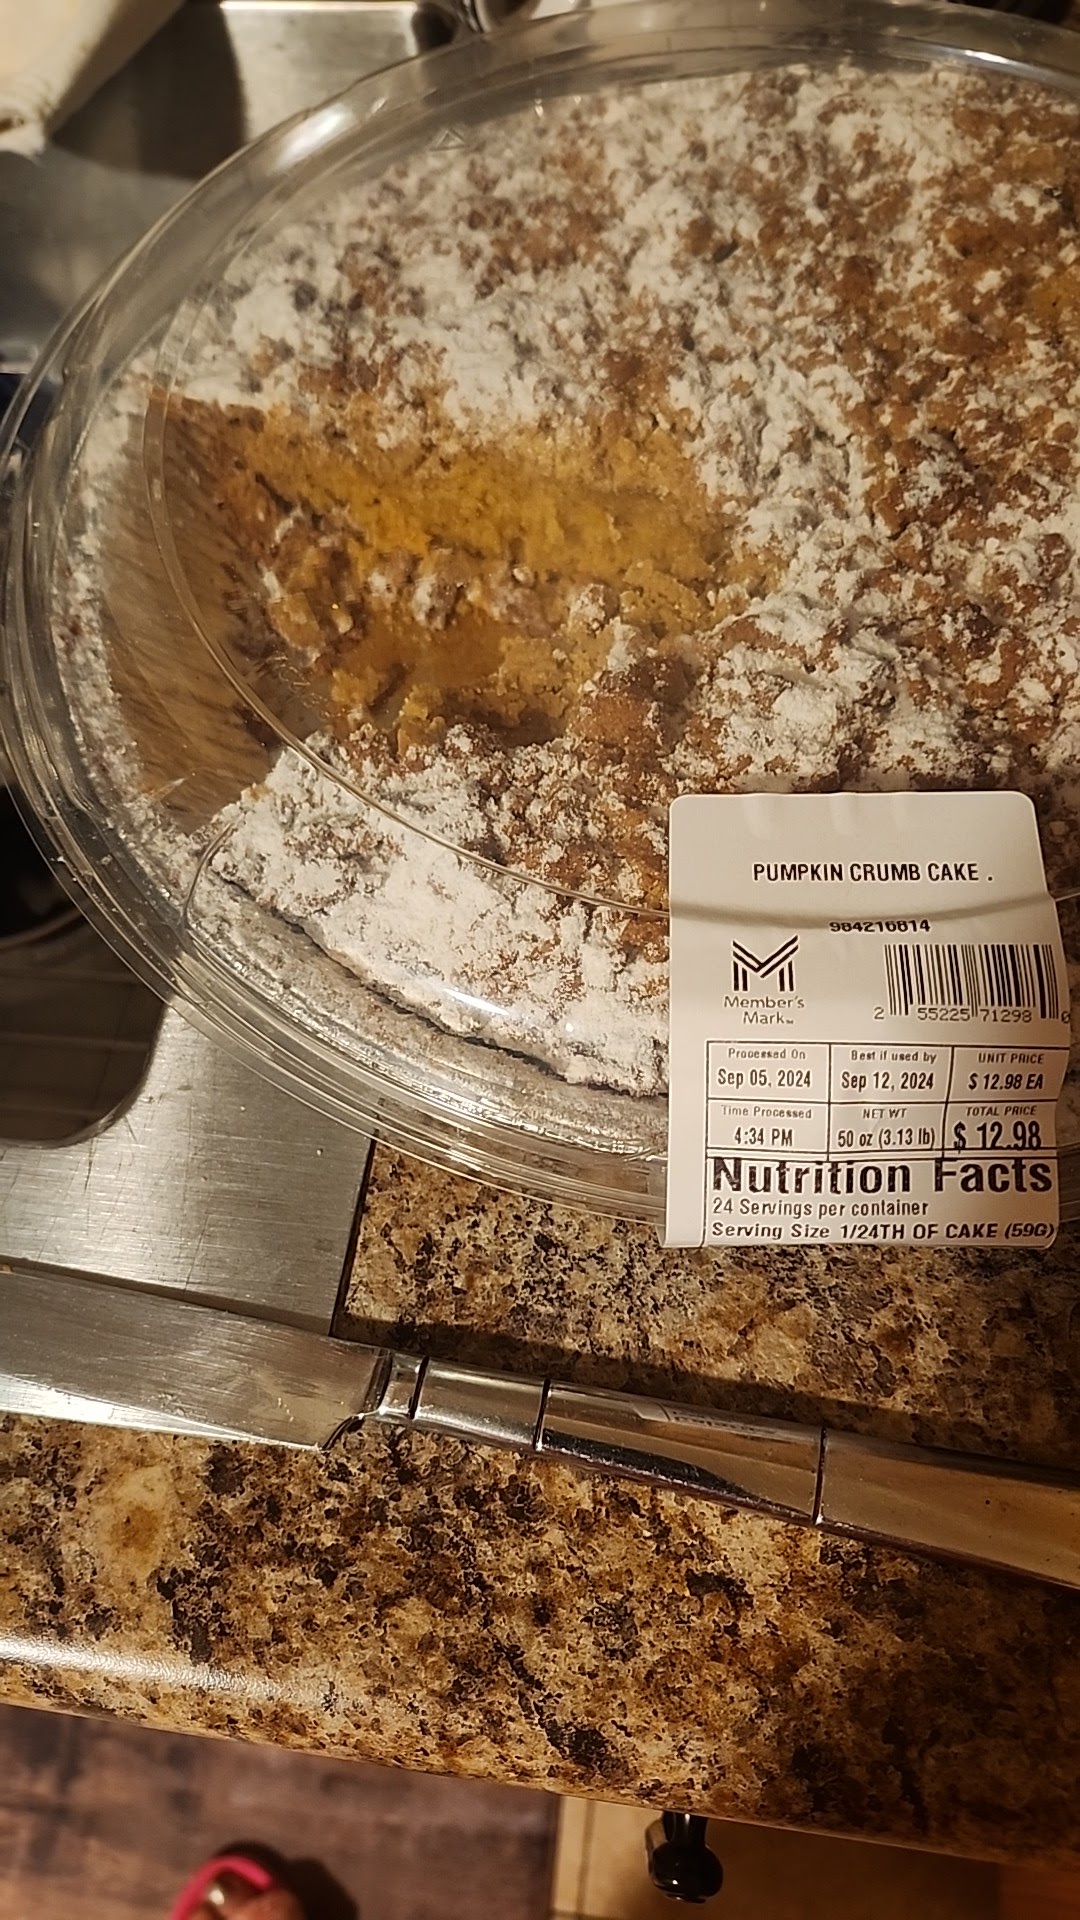 PUMPKIN CRUMB CAKE .
984216814
Member's
Mark™
2 55225 71298 0
Processed On
Sep 05, 2024
Best if used by
Sep 12, 2024
UNIT PRICE
$ 12.98 EA
Time Processed
4:34 PM
NET WT
50 oz (3.13 lb)
TOTAL PRICE
$ 12.98
Nutrition Facts
24 Servings per container
Serving Size 1/24TH OF CAKE (59G)